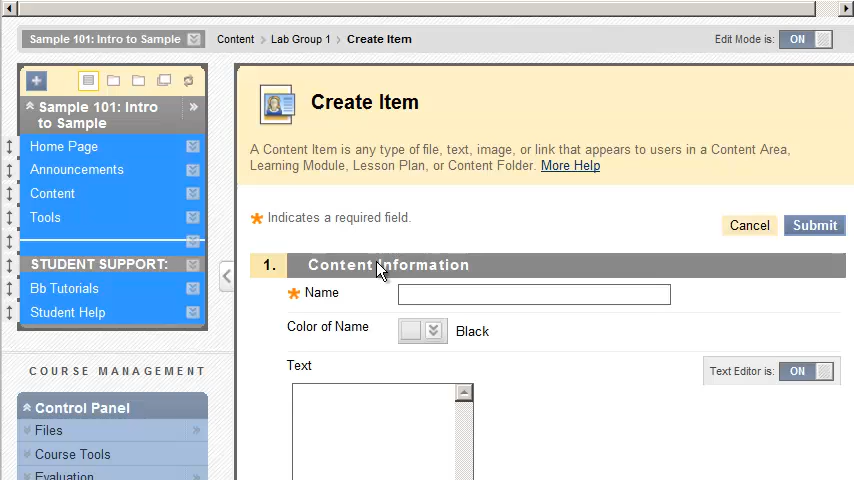 Sample 101: Intro to Sample Content > Lab Group 1 > Create Item Edit Mode is: ON
Sample 101: Intro
to Sample
Home Page
Announcements
Content
Tools
STUDENT SUPPORT:
Bb Tutorials
Student Help
COURSE MANAGEMENT
Control Panel
Files
Course Tools
Evaluation
Create Item
A Content Item is any type of file, text, image, or link that appears to users in a Content Area,
Learning Module, Lesson Plan, or Content Folder. More Help
Indicates a required field.
Cancel Submit
1. Content Information
Name
Color of Name Black
Text Text Editor is: ON